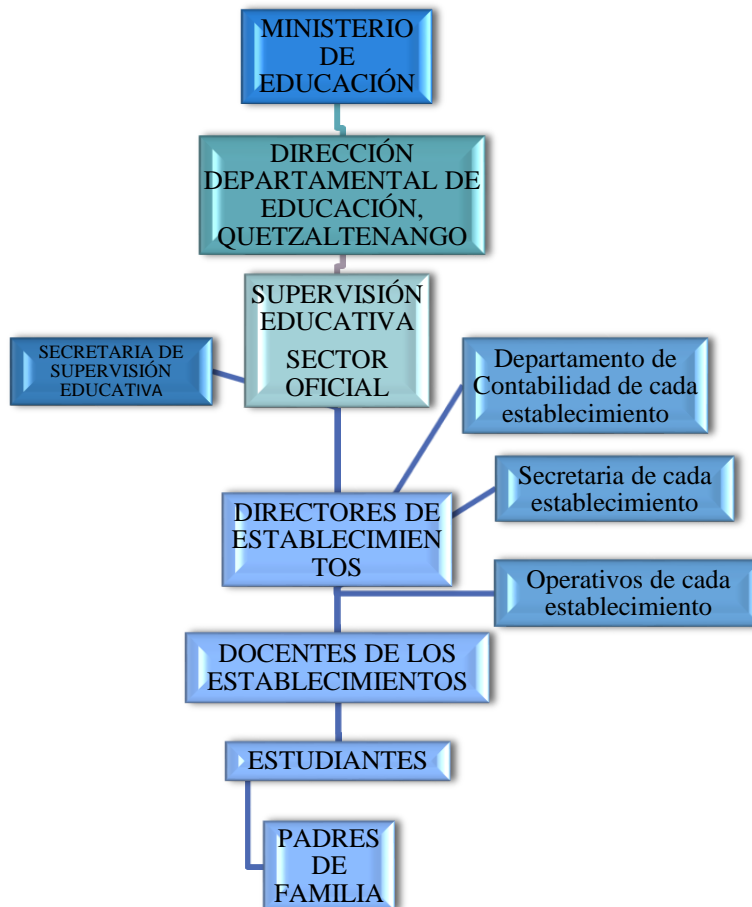 MINISTERIO
DE
EDUCACIÓN
DIRECCIÓN
DEPARTAMENTAL DE
EDUCACIÓN,
QUETZALTENANGO
SUPERVISIÓN
EDUCATIVA
SECTOR
OFICIAL
SECRETARIA DE
SUPERVISIÓN
EDUCATIVA
Departamento de
Contabilidad de cada
establecimiento
Secretaria de cada
establecimiento
DIRECTORES DE
ESTABLECIMIEN
TOS
Operativos de cada
establecimiento
DOCENTES DE LOS
ESTABLECIMIENTOS
ESTUDIANTES
PADRES
DE
FAMILIA